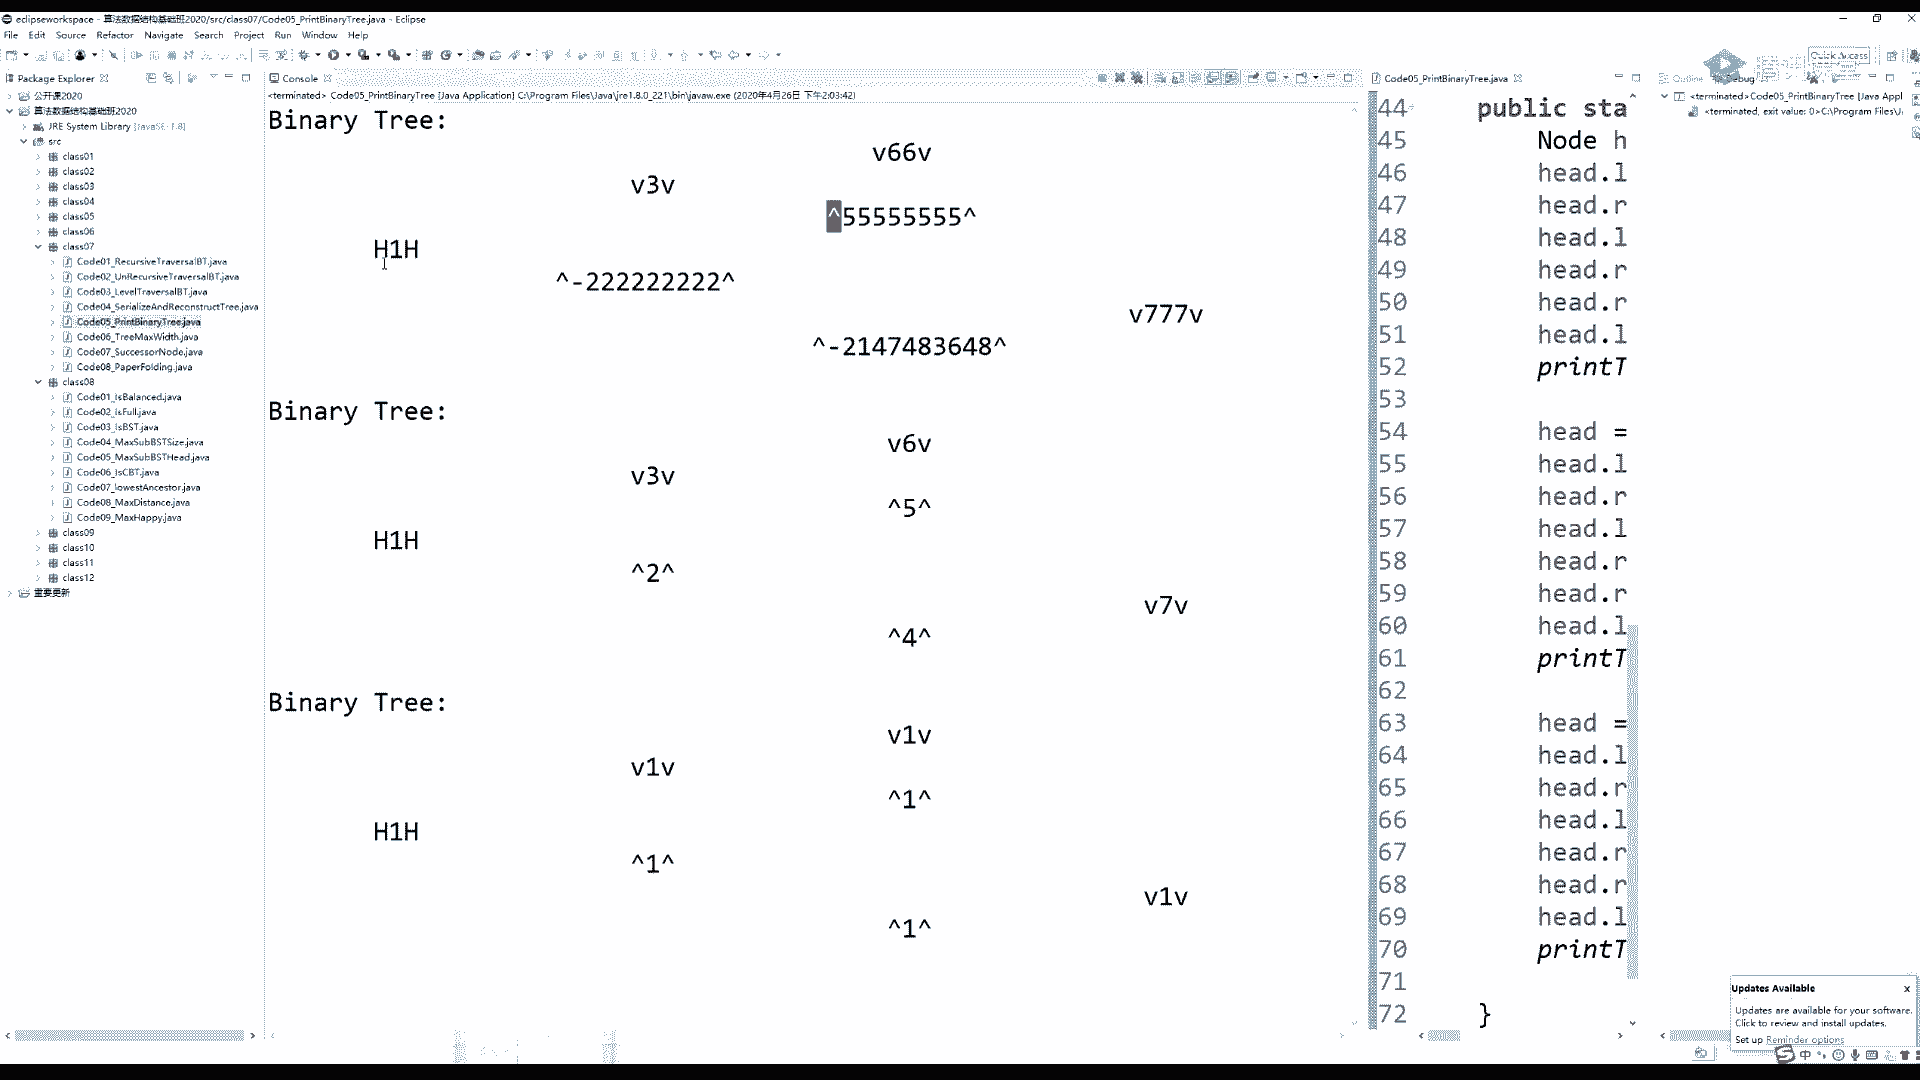 eclipseworkspace - 算法数据结构基础班2020/src/class07/Code05_PrintBinaryTree.java - Eclipse
File Edit Source Refactor Navigate Search Project Run Window Help
Quick Access
Package Explorer
公开课2020
算法数据结构基础班2020
JRE System Library [JavaSE-1.8]
src
class01
class02
class03
class04
class05
class06
class07
Code01_RecursiveTraversalBT.java
Code02_UnRecursiveTraversalBT.java
Code03_LevelTraversalBT.java
Code04_SerializeAndReconstructTree.java
Code05_PrintBinaryTree.java
Code06_TreeMaxWidth.java
Code07_SuccessorNode.java
Code08_PaperFolding.java
class08
Code01_IsBalanced.java
Code02_IsFull.java
Code03_IsBST.java
Code04_MaxSubBSTSize.java
Code05_MaxSubBSTHead.java
Code06_IsCBT.java
Code07_lowestAncestor.java
Code08_MaxDistance.java
Code09_MaxHappy.java
class09
class10
class11
class12
重要更新
Console
<terminated> Code05_PrintBinaryTree [Java Application] C:\Program Files\Java\jre1.8.0_221\bin\javaw.exe (2020年4月26日 下午2:03:42)
Binary Tree:
v66v
v3v
^55555555^
H1H
^-222222222^
v777v
^-2147483648^
Binary Tree:
v6v
v3v
^5^
H1H
^2^
v7v
^4^
Binary Tree:
v1v
v1v
^1^
H1H
^1^
v1v
^1^
Code05_PrintBinaryTree.java
44 public sta
45 Node h
46 head.l
47 head.r
48 head.l
49 head.r
50 head.r
51 head.l
52 printT
53
54 head =
55 head.l
56 head.r
57 head.l
58 head.r
59 head.r
60 head.l
61 printT
62
63 head =
64 head.l
65 head.r
66 head.l
67 head.r
68 head.r
69 head.l
70 printT
71
72 }
Outline Debug
<terminated>Code05_PrintBinaryTree [Java Appl
<terminated, exit value: 0>C:\Program Files\J
Updates Available
Updates are available for your software.
Click to review and install updates.
Set up Reminder options
中